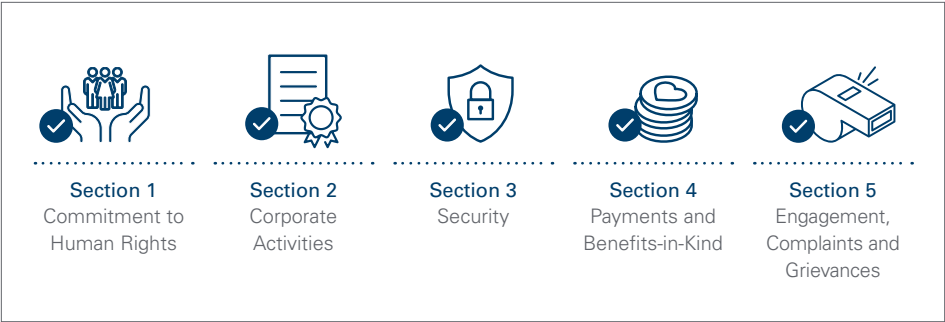 Section 1
Commitment to
Human Rights
Section 2
Corporate
Activities
Section 3
Security
Section 4
Payments and
Benefits-in-Kind
Section 5
Engagement,
Complaints and
Grievances